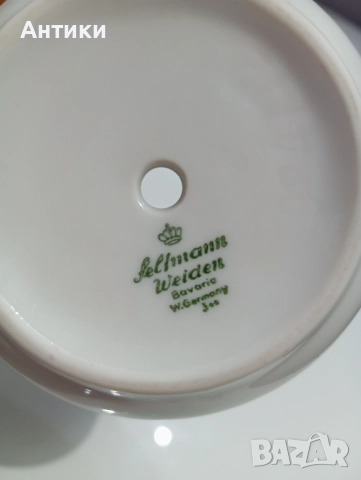 Антики
Seltmann
Weiden
Bavaria
W.Germany
BAZAR